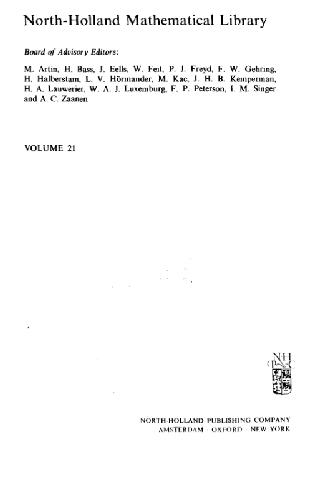 North-Holland Mathematical Library
Board of Advisory Editors:
M. Artin, H. Bass, J. Eells, W. Feit, P. J. Freyd, F. W. Gehring,
H. Halberstam, L. V. Hörmander, M. Kac, J. H. B. Kemperman,
H. A. Lauwerier, W. A. J. Luxemburg, F. P. Peterson, I. M. Singer
and A. C. Zaanen
VOLUME 21
NH
NORTH-HOLLAND PUBLISHING COMPANY
AMSTERDAM · OXFORD · NEW YORK